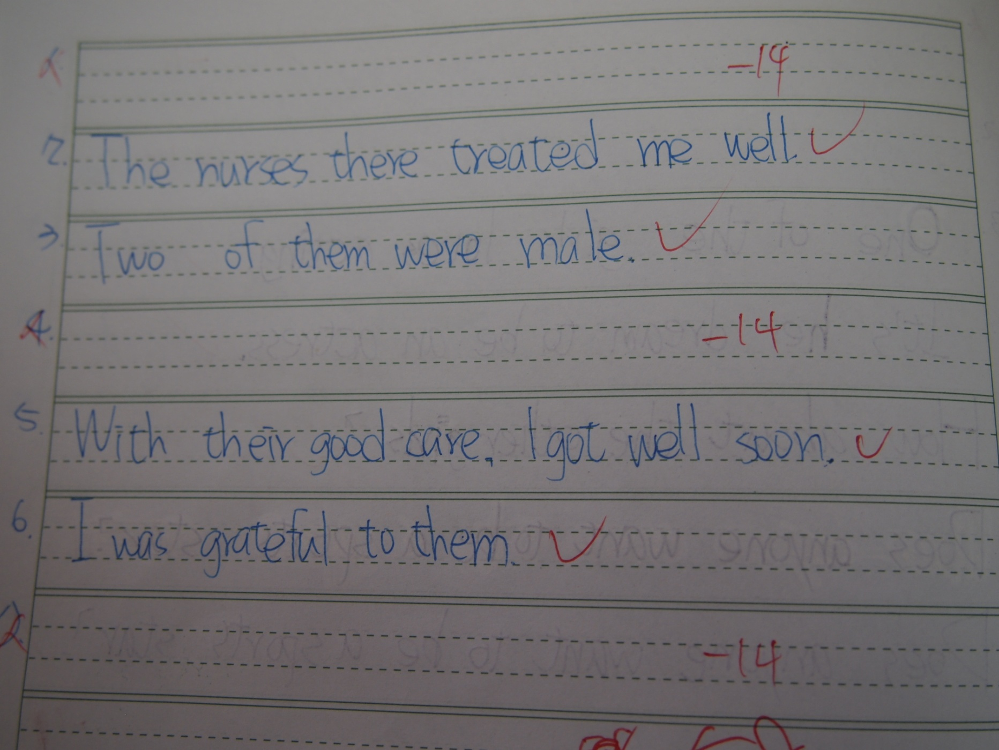 -14
2. The nurses there treated me well.
3. Two of them were male.
4. -14
5. With their good care, I got well soon.
6. I was grateful to them.
-14